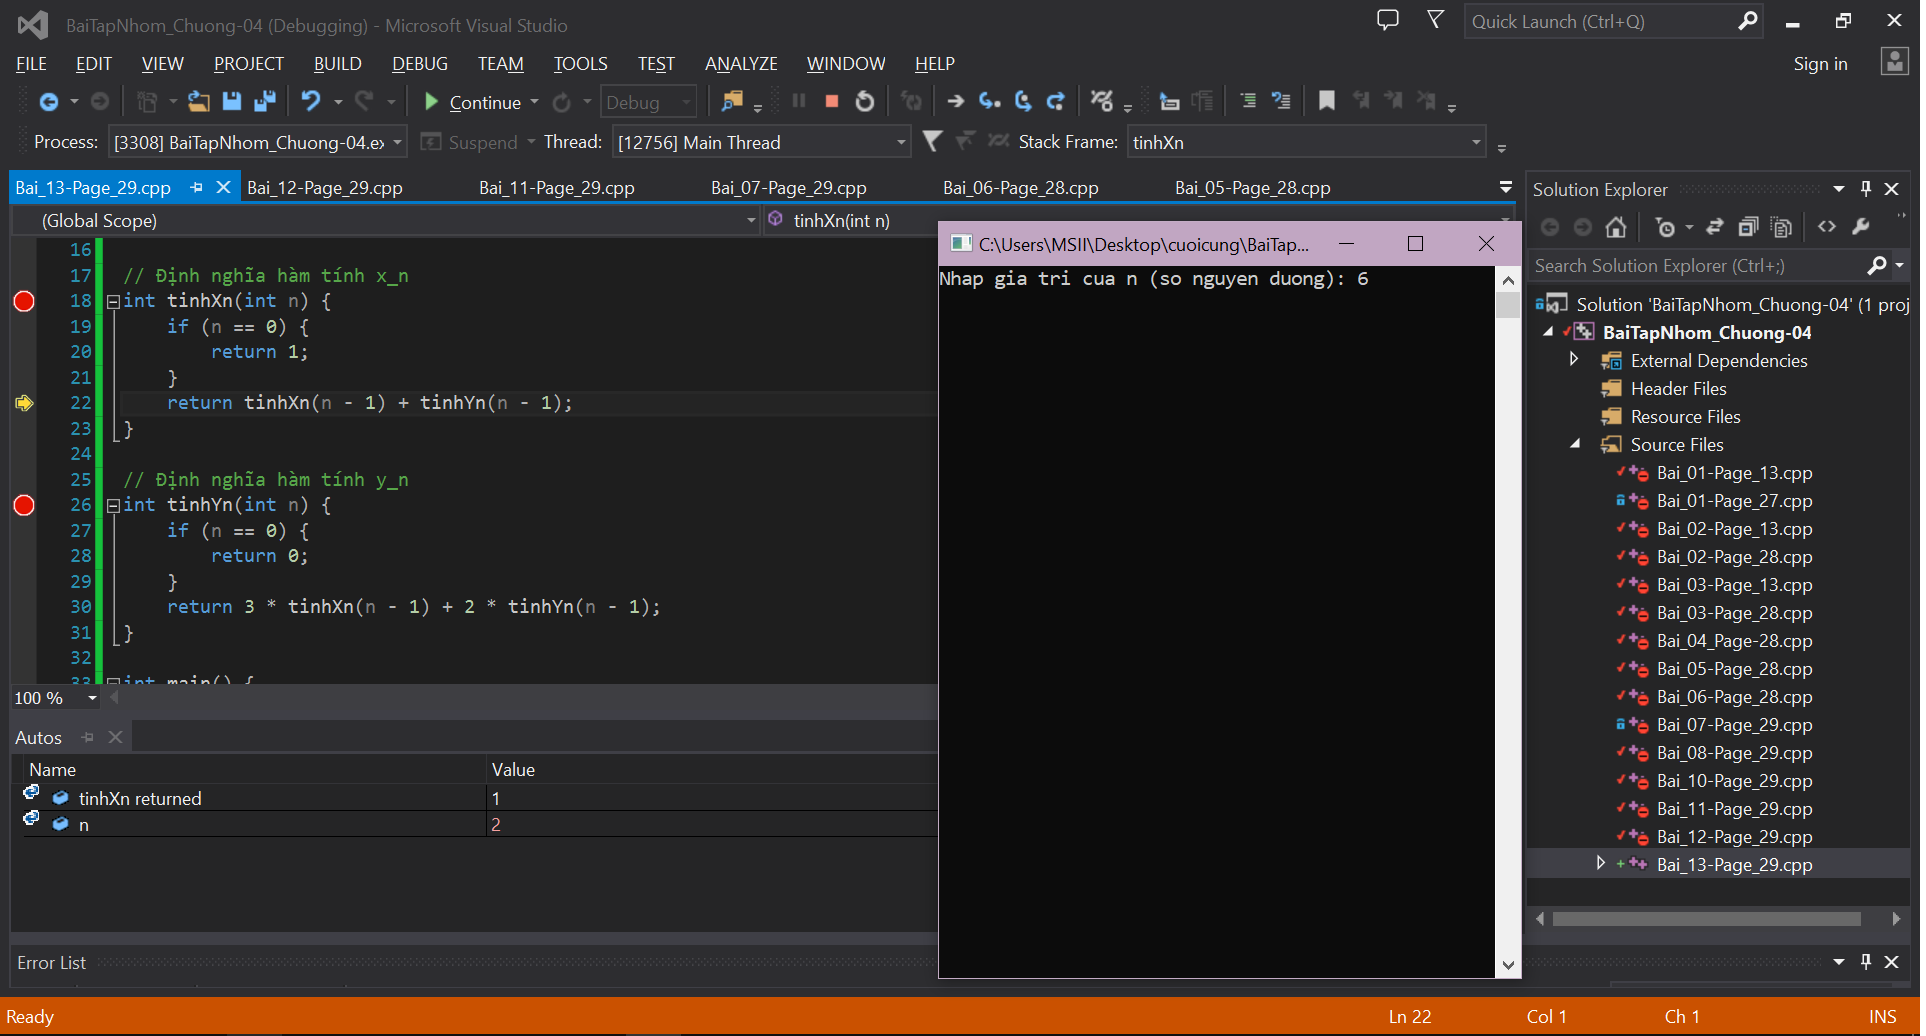 BaiTapNhom_Chuong-04 (Debugging) - Microsoft Visual Studio
Quick Launch (Ctrl+Q)
FILE EDIT VIEW PROJECT BUILD DEBUG TEAM TOOLS TEST ANALYZE WINDOW HELP
Sign in
Continue
Debug
Process: [3308] BaiTapNhom_Chuong-04.ex
Suspend
Thread: [12756] Main Thread
Stack Frame: tinhXn
Bai_13-Page_29.cpp Bai_12-Page_29.cpp Bai_11-Page_29.cpp Bai_07-Page_29.cpp Bai_06-Page_28.cpp Bai_05-Page_28.cpp
(Global Scope)
tinhXn(int n)
16
17 // Định nghĩa hàm tính x_n
18 int tinhXn(int n) {
19 if (n == 0) {
20 return 1;
21 }
22 return tinhXn(n - 1) + tinhYn(n - 1);
23 }
24
25 // Định nghĩa hàm tính y_n
26 int tinhYn(int n) {
27 if (n == 0) {
28 return 0;
29 }
30 return 3 * tinhXn(n - 1) + 2 * tinhYn(n - 1);
31 }
32
33 int main() {
100 %
Autos
Name Value
tinhXn returned 1
n 2
Error List
C:\Users\MSII\Desktop\cuoicung\BaiTap...
Nhap gia tri cua n (so nguyen duong): 6
Solution Explorer
Search Solution Explorer (Ctrl+;)
Solution 'BaiTapNhom_Chuong-04' (1 proj
BaiTapNhom_Chuong-04
External Dependencies
Header Files
Resource Files
Source Files
Bai_01-Page_13.cpp
Bai_01-Page_27.cpp
Bai_02-Page_13.cpp
Bai_02-Page_28.cpp
Bai_03-Page_13.cpp
Bai_03-Page_28.cpp
Bai_04_Page-28.cpp
Bai_05-Page_28.cpp
Bai_06-Page_28.cpp
Bai_07-Page_29.cpp
Bai_08-Page_29.cpp
Bai_10-Page_29.cpp
Bai_11-Page_29.cpp
Bai_12-Page_29.cpp
Bai_13-Page_29.cpp
Ready
Ln 22 Col 1 Ch 1 INS